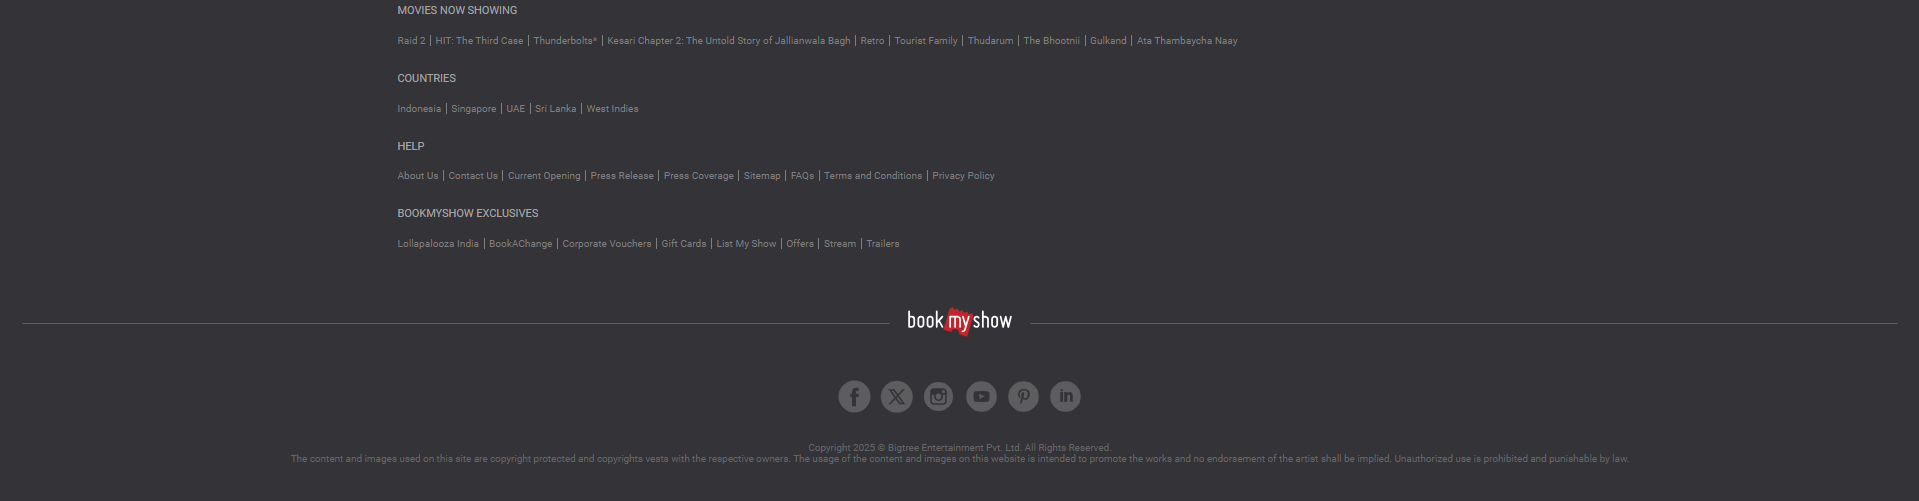 MOVIES NOW SHOWING
Raid 2 | HIT: The Third Case | Thunderbolts* | Kesari Chapter 2: The Untold Story of Jallianwala Bagh | Retro | Tourist Family | Thudarum | The Bhootnii | Gulkand | Ata Thambaycha Naay
COUNTRIES
Indonesia | Singapore | UAE | Sri Lanka | West Indies
HELP
About Us | Contact Us | Current Opening | Press Release | Press Coverage | Sitemap | FAQs | Terms and Conditions | Privacy Policy
BOOKMYSHOW EXCLUSIVES
Lollapalooza India | BookAChange | Corporate Vouchers | Gift Cards | List My Show | Offers | Stream | Trailers
book my show
Copyright 2025 © Bigtree Entertainment Pvt. Ltd. All Rights Reserved.
The content and images used on this site are copyright protected and copyrights vests with the respective owners. The usage of the content and images on this website is intended to promote the works and no endorsement of the artist shall be implied. Unauthorized use is prohibited and punishable by law.